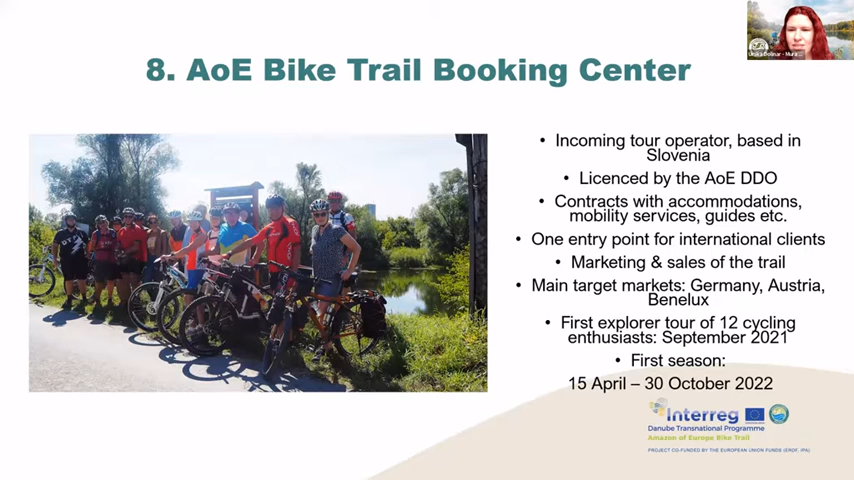 8. AoE Bike Trail Booking Center
• Incoming tour operator, based in
Slovenia
• Licenced by the AoE DDO
• Contracts with accommodations,
mobility services, guides etc.
• One entry point for international clients
• Marketing & sales of the trail
• Main target markets: Germany, Austria,
Benelux
• First explorer tour of 12 cycling
enthusiasts: September 2021
• First season:
15 April – 30 October 2022
Interreg
Danube Transnational Programme
Amazon of Europe Bike Trail
PROJECT CO-FUNDED BY THE EUROPEAN UNION FUNDS (ERDF, IPA)